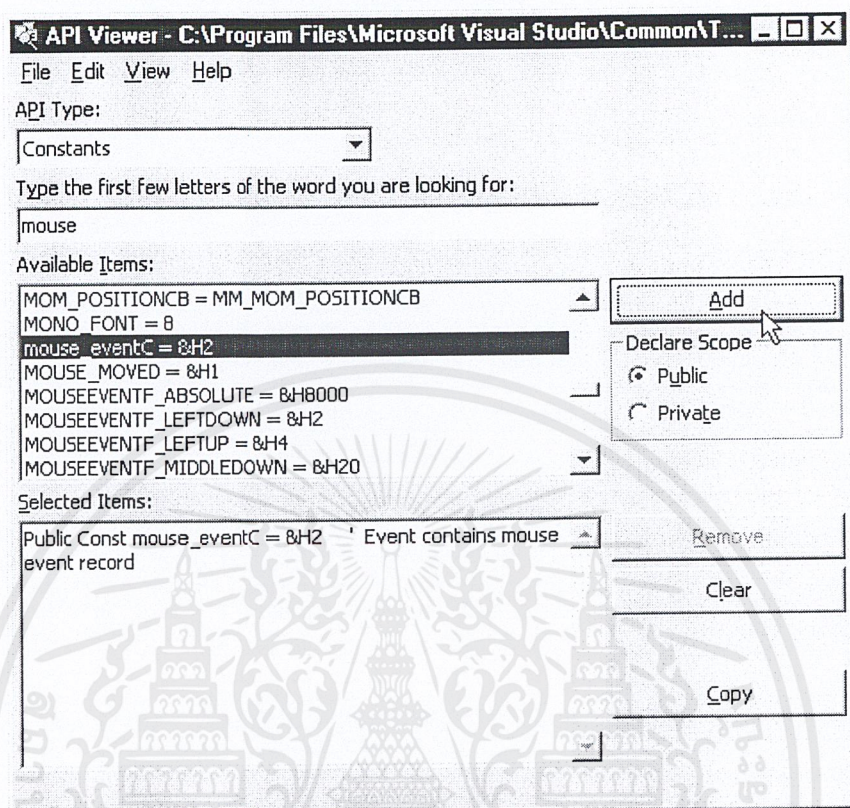 API Viewer - C:\Program Files\Microsoft Visual Studio\Common\T...
File Edit View Help
API Type:
Constants
Type the first few letters of the word you are looking for:
mouse
Available Items:
MOM_POSITIONCB = MM_MOM_POSITIONCB
MONO_FONT = 8
mouse_eventC = &H2
MOUSE_MOVED = &H1
MOUSEEVENTF_ABSOLUTE = &H8000
MOUSEEVENTF_LEFTDOWN = &H2
MOUSEEVENTF_LEFTUP = &H4
MOUSEEVENTF_MIDDLEDOWN = &H20
Add
Declare Scope
Public
Private
Selected Items:
Public Const mouse_eventC = &H2 ' Event contains mouse
event record
Remove
Clear
Copy